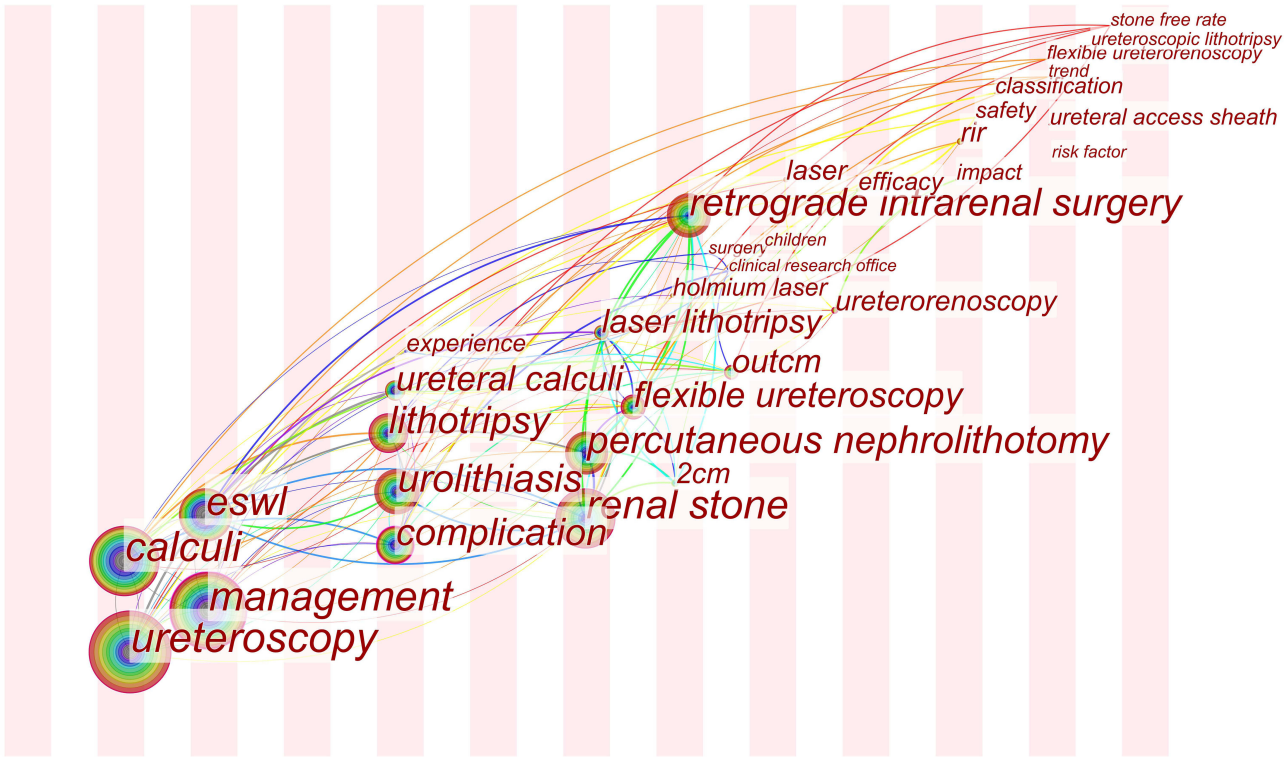 stone free rate
ureteroscopic lithotripsy
flexible ureterorenoscopy
trend
classification
safety
ureteral access sheath
rir
risk factor
laser
efficacy
impact
retrograde intrarenal surgery
surgery
children
clinical research office
holmium laser
ureterorenoscopy
laser lithotripsy
experience
outcm
ureteral calculi
flexible ureteroscopy
lithotripsy
percutaneous nephrolithotomy
2cm
urolithiasis
eswl
renal stone
complication
calculi
management
ureteroscopy